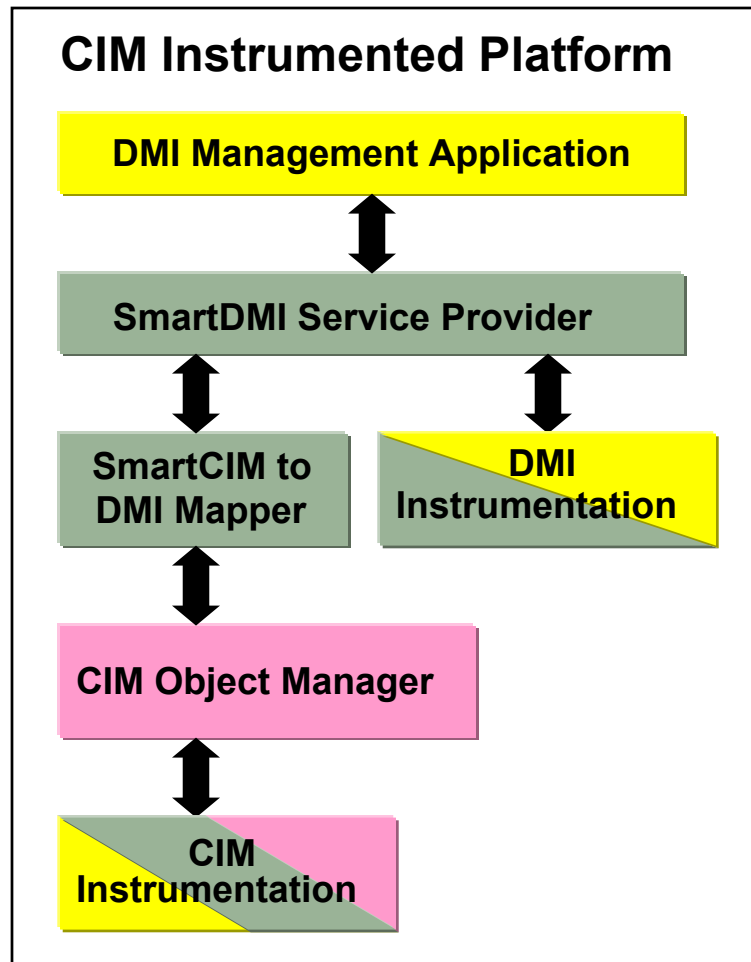 CIM Instrumented Platform
DMI Management Application
SmartDMI Service Provider
SmartCIM to
DMI Mapper
DMI
Instrumentation
CIM Object Manager
CIM
Instrumentation